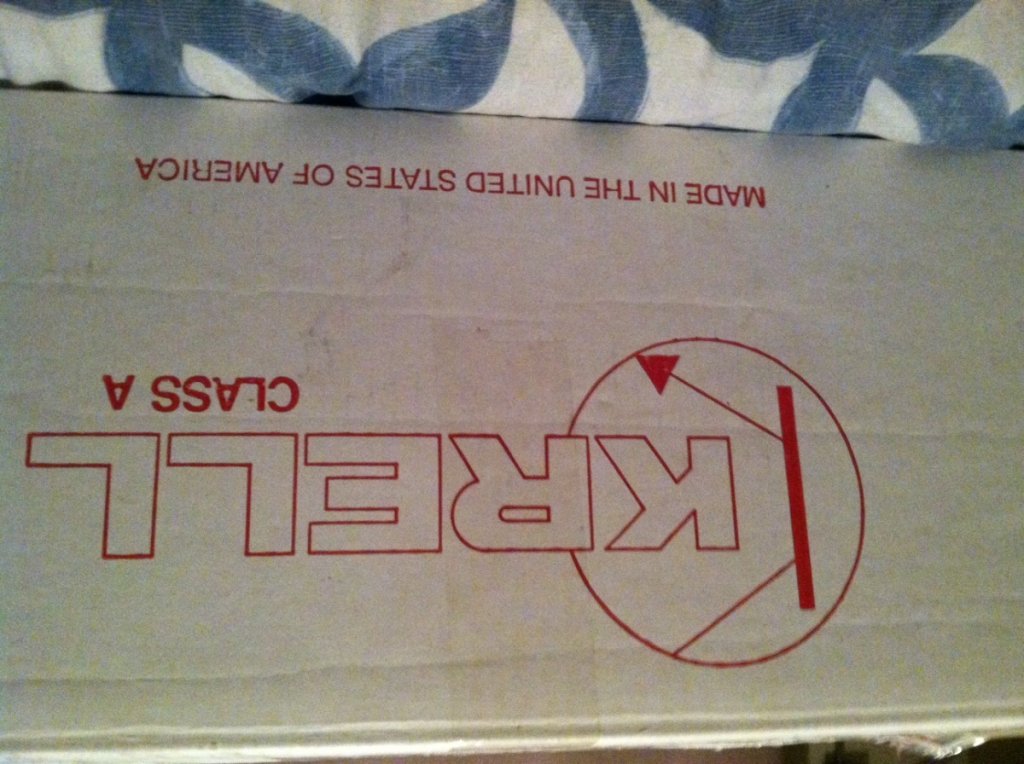 KRELL
CLASS A
MADE IN THE UNITED STATES OF AMERICA